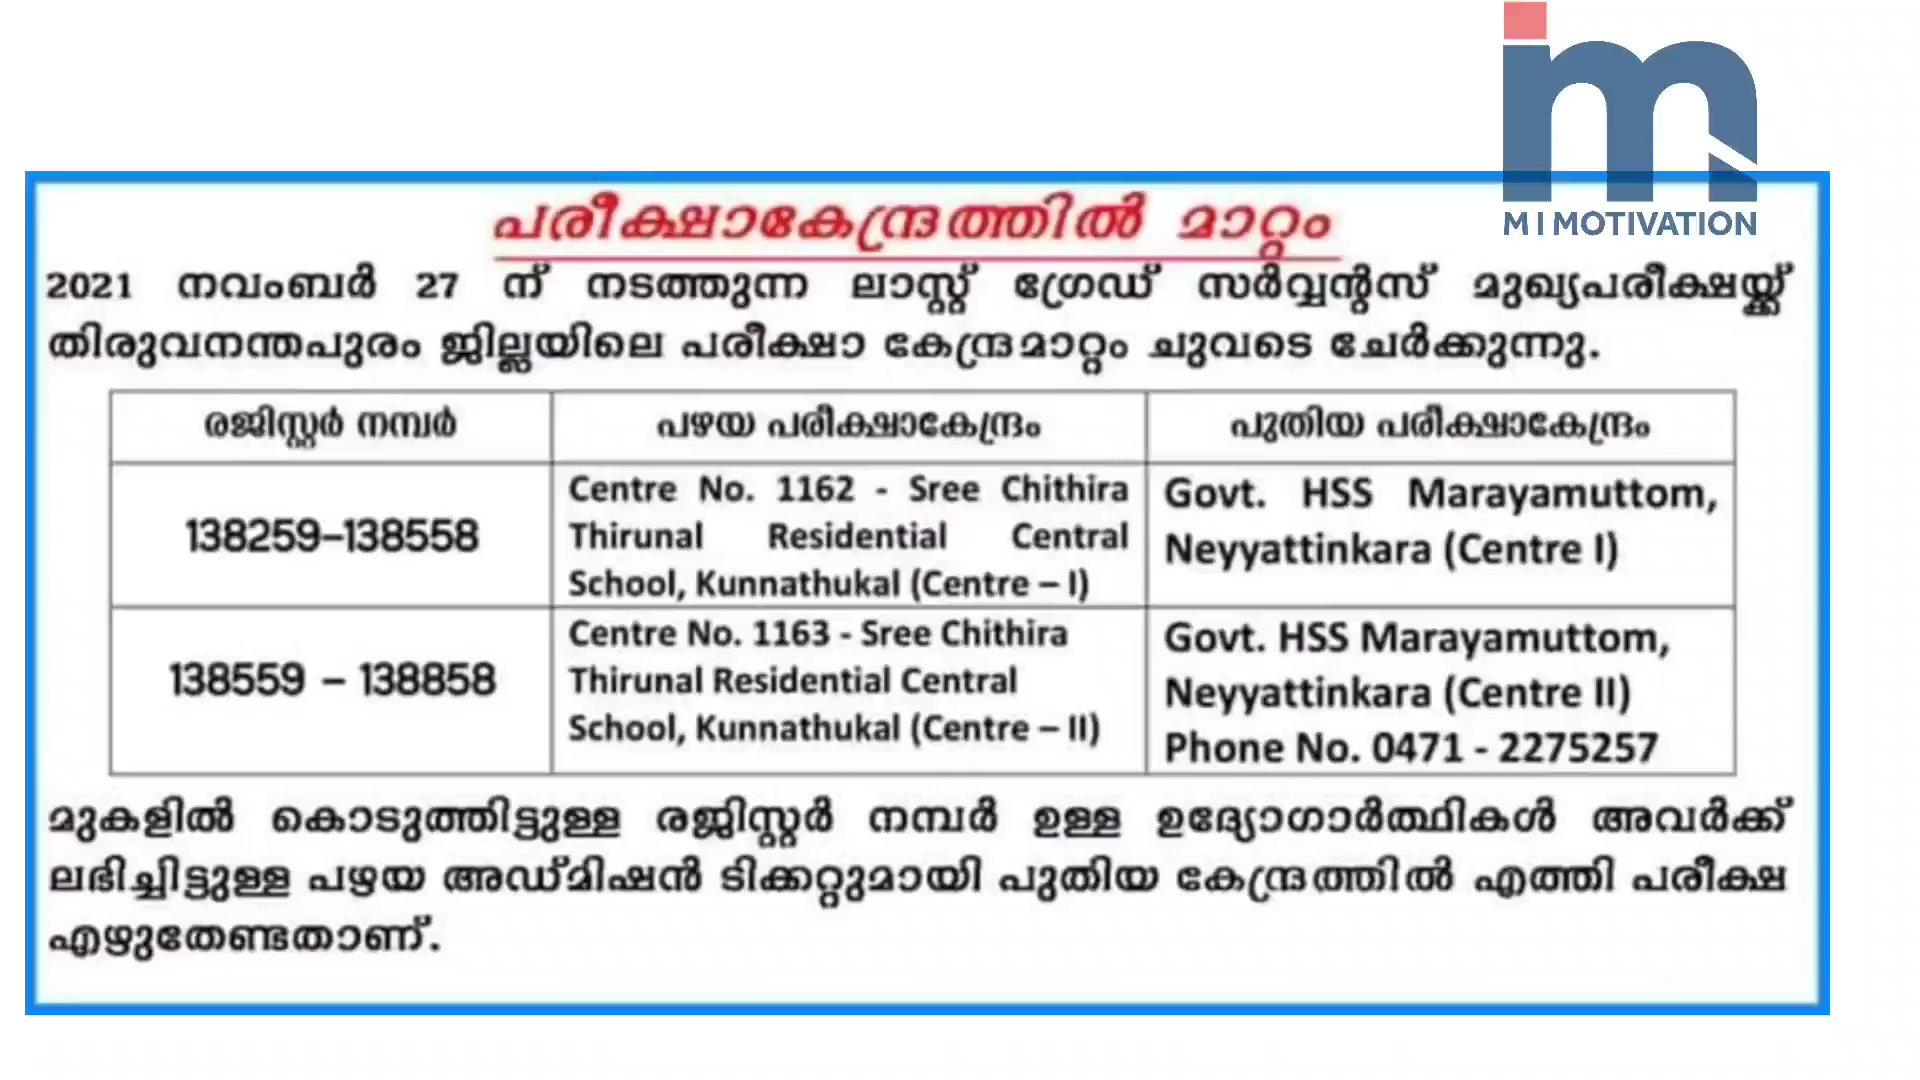 M I MOTIVATION
പരീക്ഷാകേന്ദ്രത്തിൽ മാറ്റം
2021 നവംബർ 27 ന് നടത്തുന്ന ലാസ്റ്റ് ഗ്രേഡ് സർവ്വന്റസ് മുഖ്യപരീക്ഷയ്ക്ക്
തിരുവനന്തപുരം ജില്ലയിലെ പരീക്ഷാ കേന്ദ്രമാറ്റം ചുവടെ ചേർക്കുന്നു.
രജിസ്റ്റർ നമ്പർ പഴയ പരീക്ഷാകേന്ദ്രം പുതിയ പരീക്ഷാകേന്ദ്രം
138259–138558
Centre No. 1162 - Sree Chithira
Thirunal Residential Central
School, Kunnathukal (Centre – I)
Govt. HSS Marayamuttom,
Neyyattinkara (Centre I)
138559 – 138858
Centre No. 1163 - Sree Chithira
Thirunal Residential Central
School, Kunnathukal (Centre – II)
Govt. HSS Marayamuttom,
Neyyattinkara (Centre II)
Phone No. 0471 - 2275257
മുകളിൽ കൊടുത്തിട്ടുള്ള രജിസ്റ്റർ നമ്പർ ഉള്ള ഉദ്യോഗാർത്ഥികൾ അവർക്ക്
ലഭിച്ചിട്ടുള്ള പഴയ അഡ്മിഷൻ ടിക്കറ്റുമായി പുതിയ കേന്ദ്രത്തിൽ എത്തി പരീക്ഷ
എഴുതേണ്ടതാണ്.